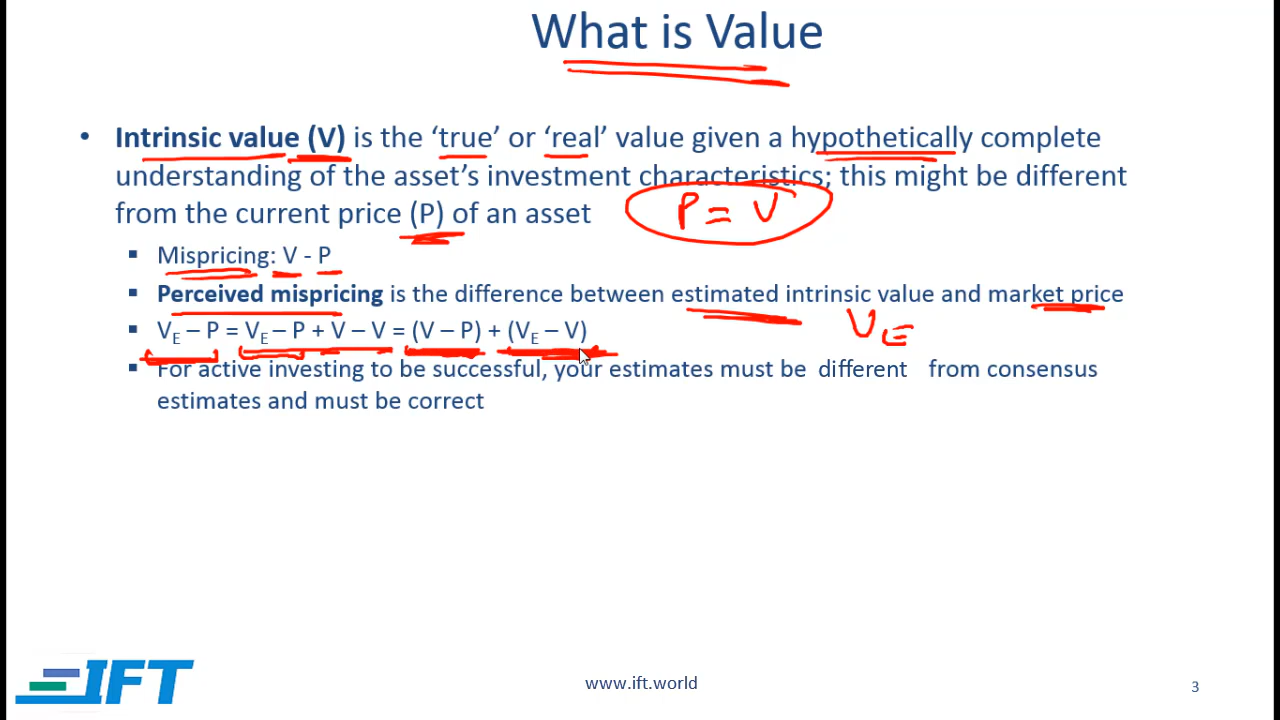 What is Value
• Intrinsic value (V) is the ‘true’ or ‘real’ value given a hypothetically complete
understanding of the asset’s investment characteristics; this might be different
from the current price (P) of an asset
P = V
▪ Mispricing: V - P
▪ Perceived mispricing is the difference between estimated intrinsic value and market price
▪ VE – P = VE – P + V – V = (V – P) + (VE – V)
VE
▪ For active investing to be successful, your estimates must be different from consensus
estimates and must be correct
IFT
www.ift.world
3